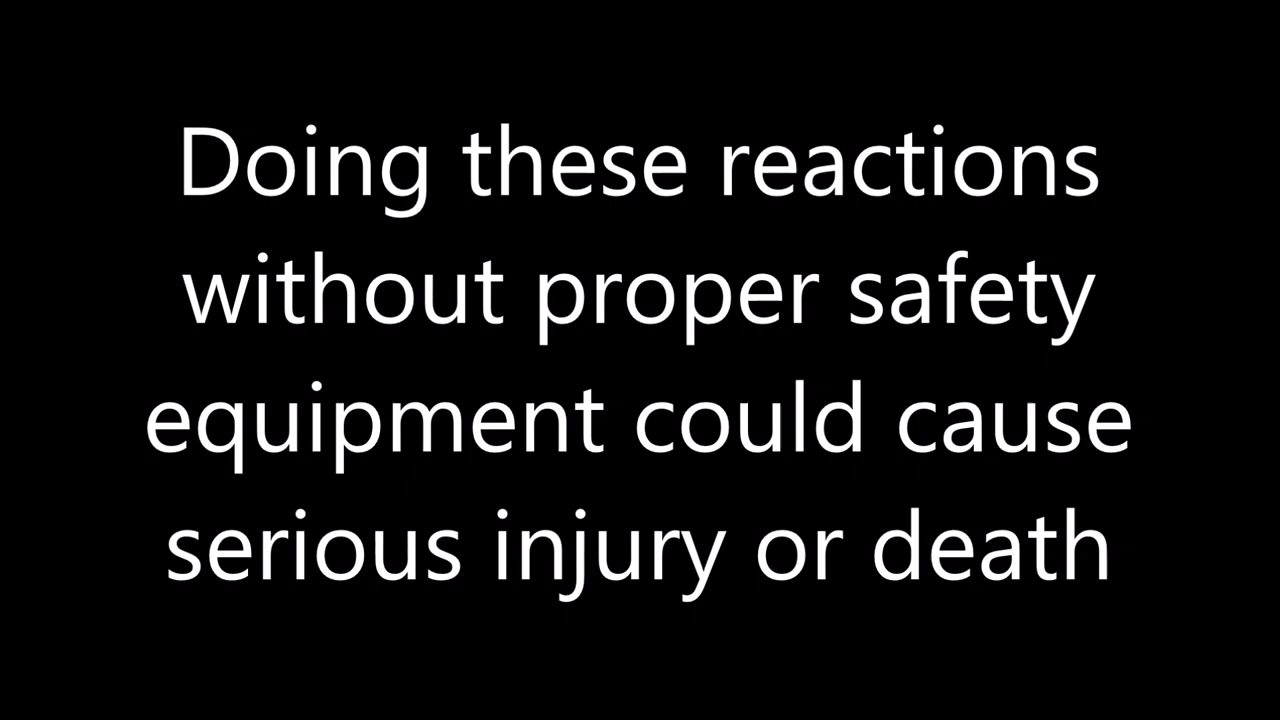 Doing these reactions
without proper safety
equipment could cause
serious injury or death